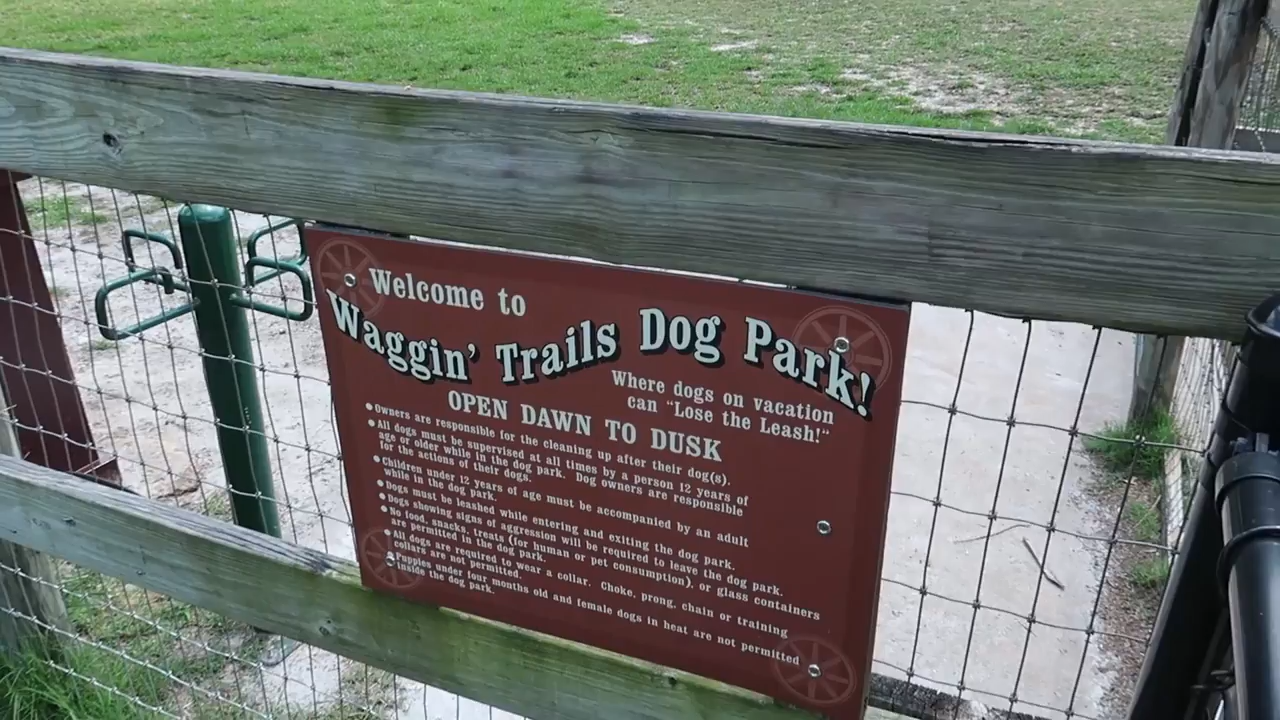 Welcome to
Waggin' Trails Dog Park!
Where dogs on vacation
can "Lose the Leash!"
OPEN DAWN TO DUSK
● Owners are responsible for the cleaning up after their dog(s).
● All dogs must be supervised at all times by a person 12 years of
age or older while in the dog park. Dog owners are responsible
for the actions of their dogs.
● Children under 12 years of age must be accompanied by an adult
while in the dog park.
● Dogs must be leashed while entering and exiting the dog park.
● Dogs showing signs of aggression will be required to leave the dog park.
● No food, snacks, treats (for human or pet consumption), or glass containers
are permitted in the dog park.
● All dogs are required to wear a collar. Choke, prong, chain or training
collars are not permitted.
● Puppies under four months old and female dogs in heat are not permitted
inside the dog park.